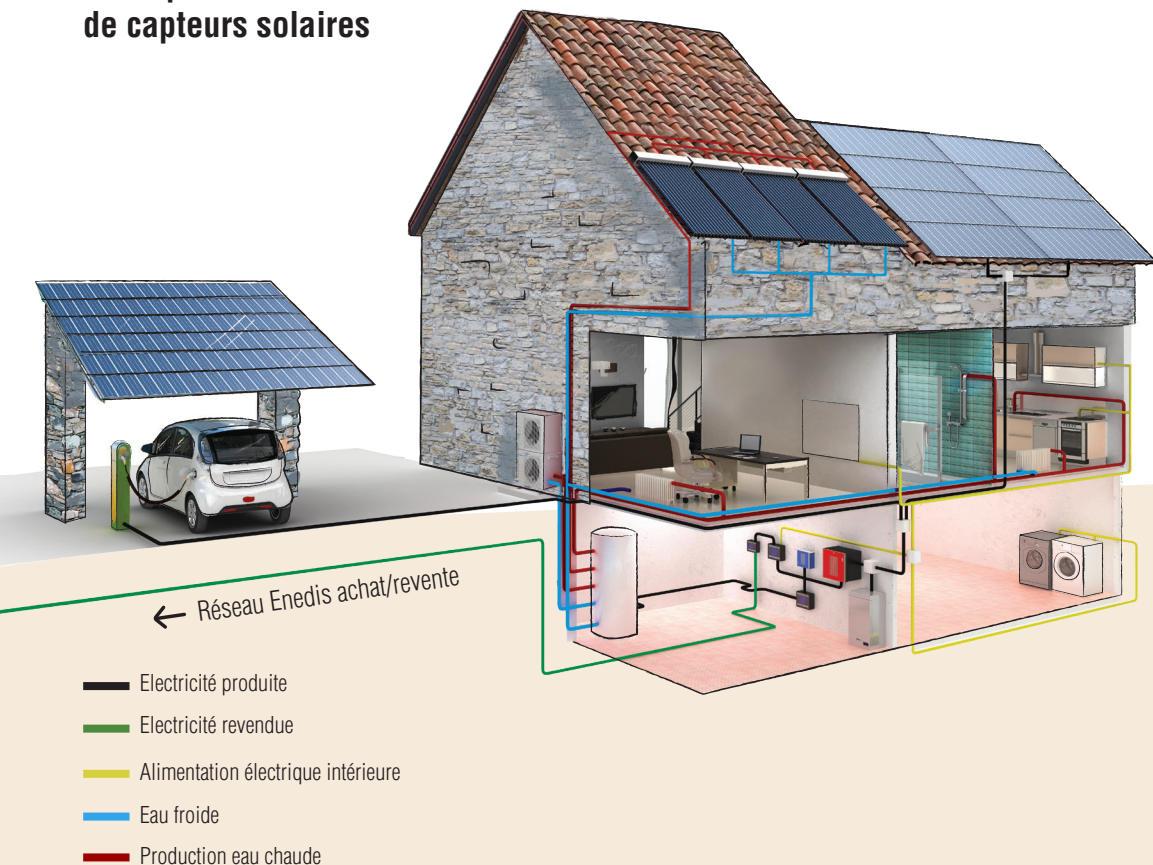 de capteurs solaires
← Réseau Enedis achat/revente
Electricité produite
Electricité revendue
Alimentation électrique intérieure
Eau froide
Production eau chaude